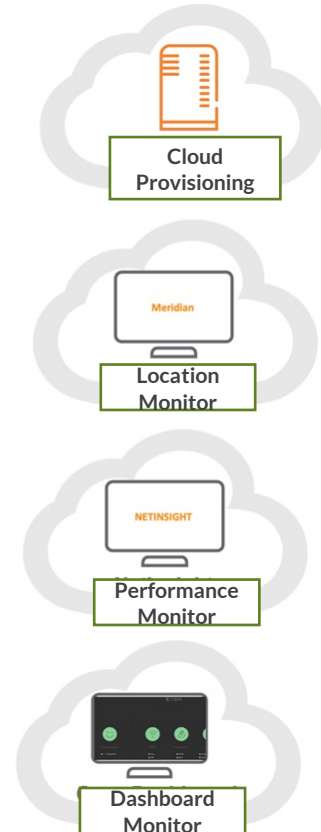 Cloud
Provisioning
Meridian
Location
Monitor
NETINSIGHT
Performance
Monitor
Dashboard
Monitor